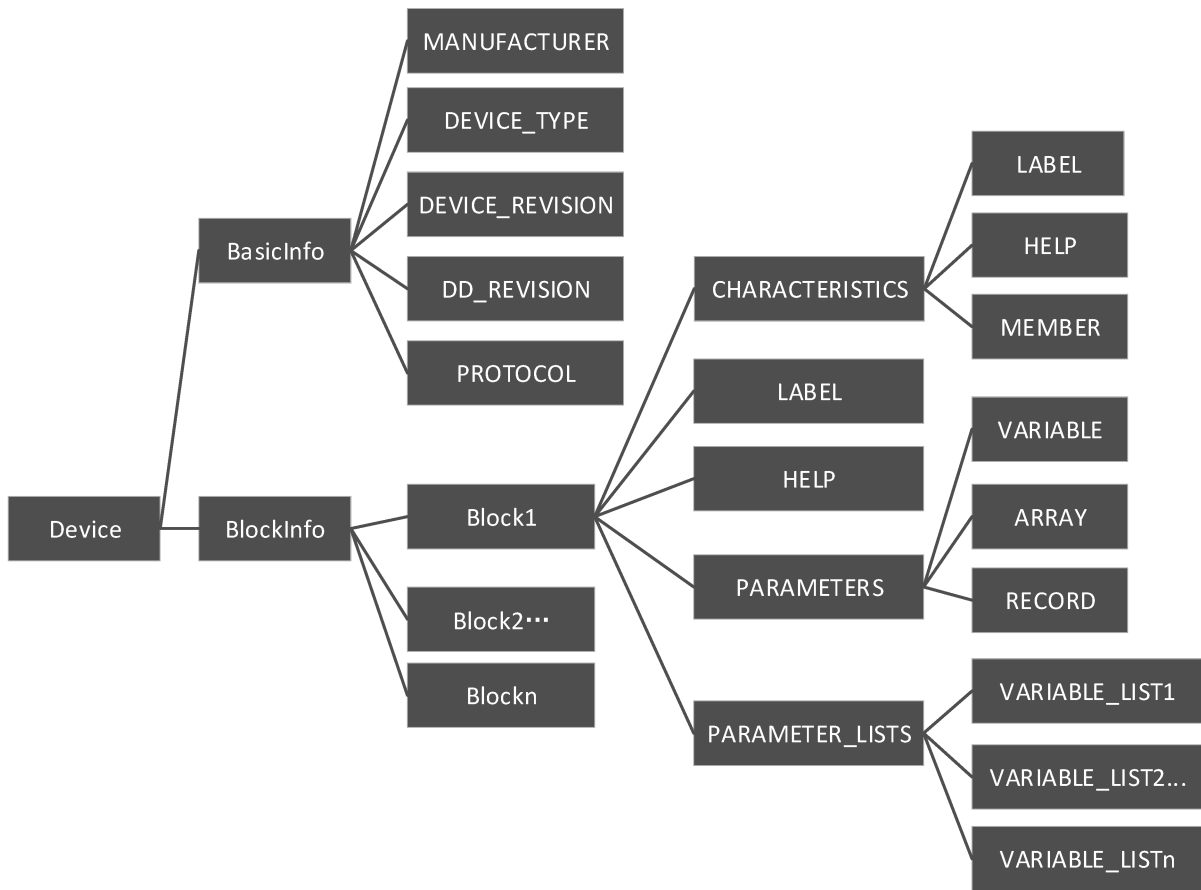 Device
BasicInfo
MANUFACTURER
DEVICE_TYPE
DEVICE_REVISION
DD_REVISION
PROTOCOL
BlockInfo
Block1
CHARACTERISTICS
LABEL
HELP
MEMBER
LABEL
HELP
PARAMETERS
VARIABLE
ARRAY
RECORD
PARAMETER_LISTS
VARIABLE_LIST1
VARIABLE_LIST2...
VARIABLE_LISTn
Block2⋯
Blockn